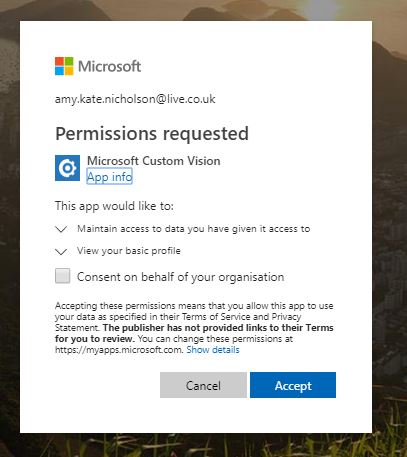 Microsoft
amy.kate.nicholson@live.co.uk
Permissions requested
Microsoft Custom Vision
App info
This app would like to:
Maintain access to data you have given it access to
View your basic profile
Consent on behalf of your organisation
Accepting these permissions means that you allow this app to use
your data as specified in their Terms of Service and Privacy
Statement. The publisher has not provided links to their Terms
for you to review. You can change these permissions at
https://myapps.microsoft.com. Show details
Cancel
Accept